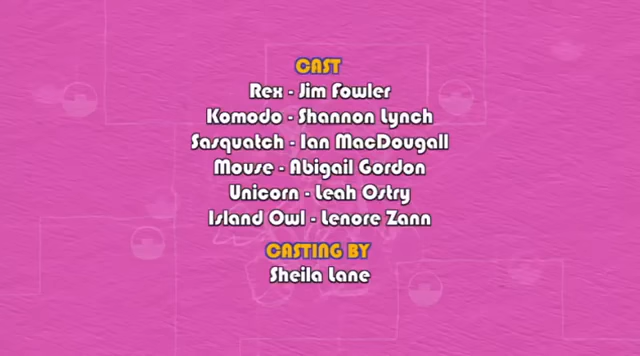 CAST
Rex - Jim Fowler
Komodo - Shannon Lynch
Sasquatch - Ian MacDougall
Mouse - Abigail Gordon
Unicorn - Leah Ostry
Island Owl - Lenore Zann
CASTING BY
Sheila Lane